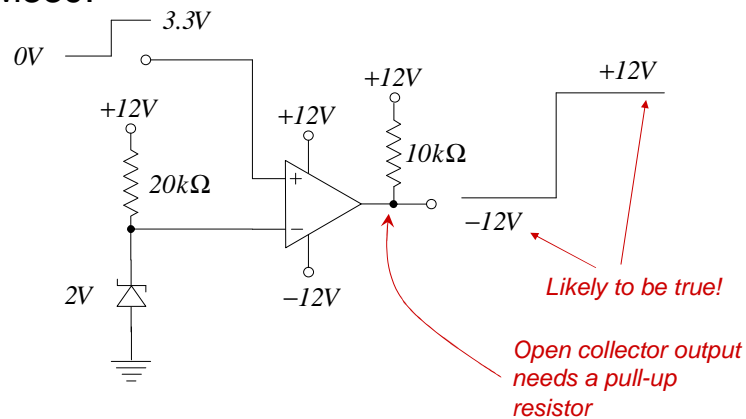 3.3V
0V
+12V
+12V
+12V
+12V
20kΩ
10kΩ
+
−
−12V
−12V
2V
Likely to be true!
Open collector output
needs a pull-up
resistor